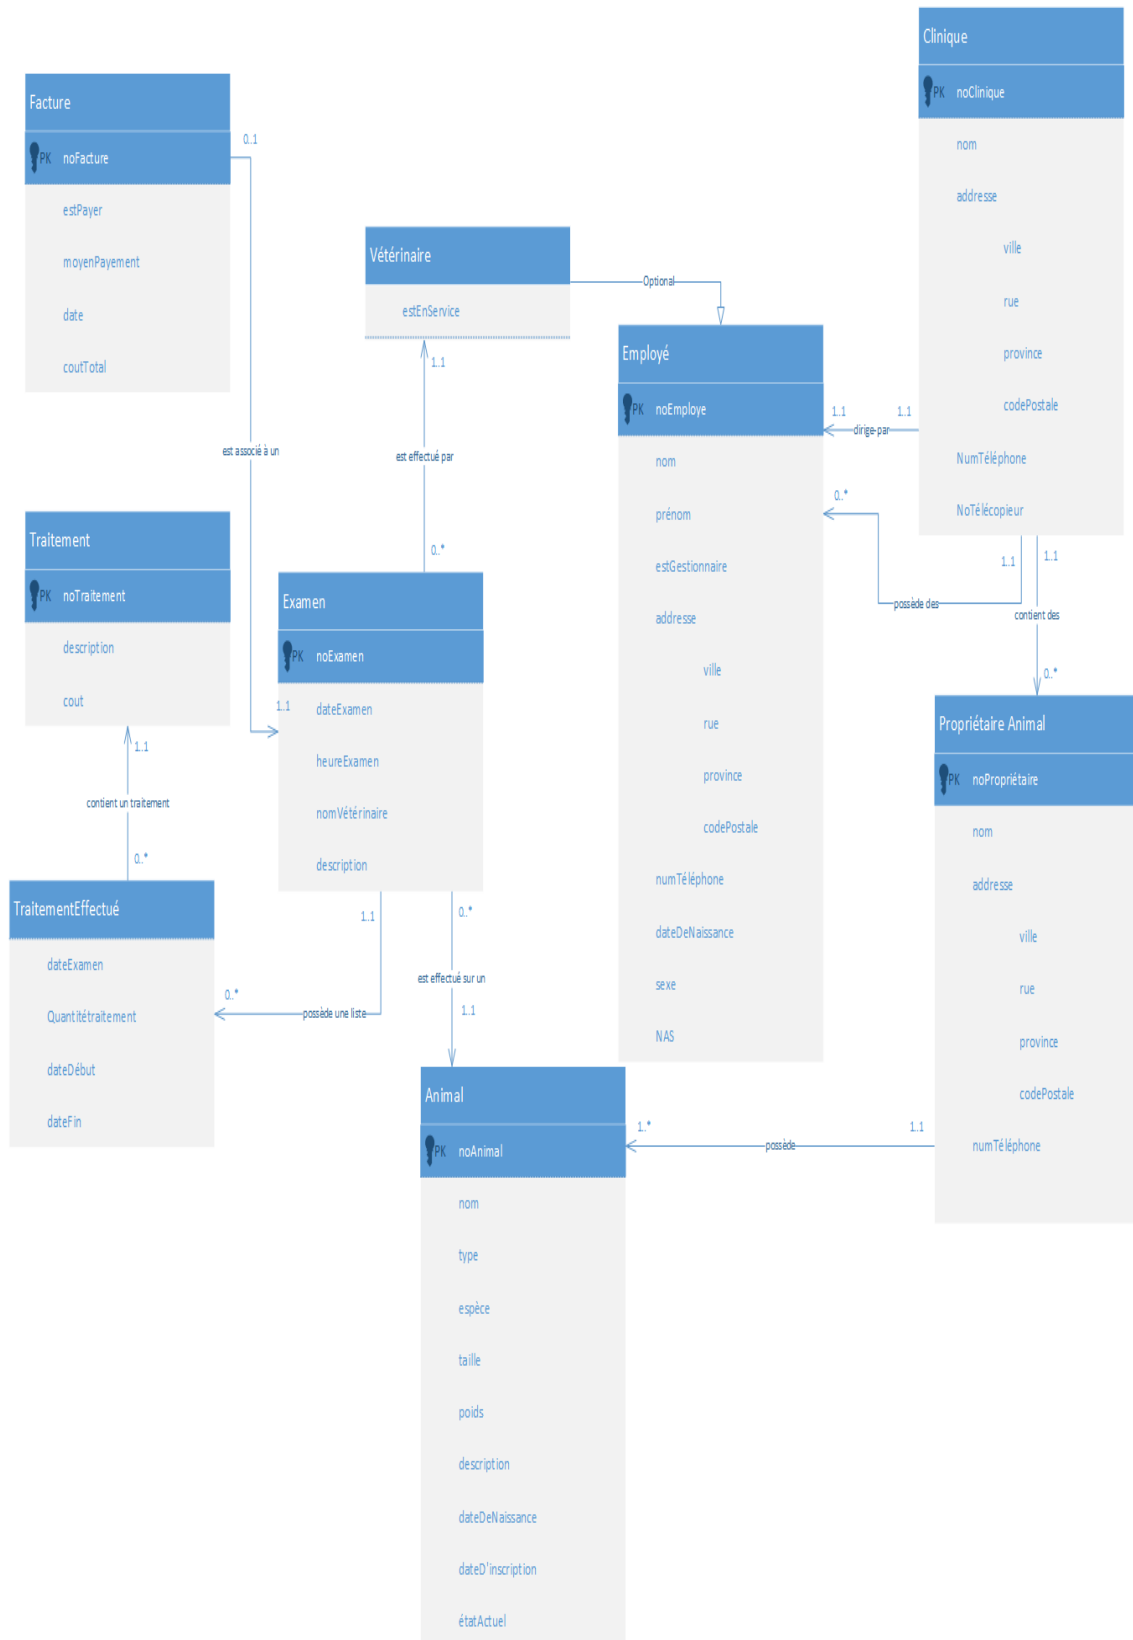 Clinique
PK noClinique
nom
addresse
ville
rue
province
codePostale
NumTéléphone
NoTélécopieur
Facture
PK noFacture
estPayer
moyenPayement
date
coutTotal
0..1
est associé à un
1..1
Vétérinaire
estEnService
Optional
1..1
est effectué par
0..*
Employé
PK noEmploye
nom
prénom
estGestionnaire
addresse
ville
rue
province
codePostale
numTéléphone
dateDeNaissance
sexe
NAS
1..1
dirige-par
1..1
0..*
possède des
1..1
1..1
contient des
0..*
Traitement
PK noTraitement
description
cout
1..1
contient un traitement
0..*
Examen
PK noExamen
dateExamen
heureExamen
nomVétérinaire
description
Propriétaire Animal
PK noPropriétaire
nom
addresse
ville
rue
province
codePostale
numTéléphone
TraitementEffectué
dateExamen
Quantitétraitement
dateDébut
dateFin
1..1
0..*
possède une liste
0..*
est effectué sur un
1..1
Animal
PK noAnimal
nom
type
espèce
taille
poids
description
dateDeNaissance
dateD'inscription
étatActuel
1..*
possède
1..1